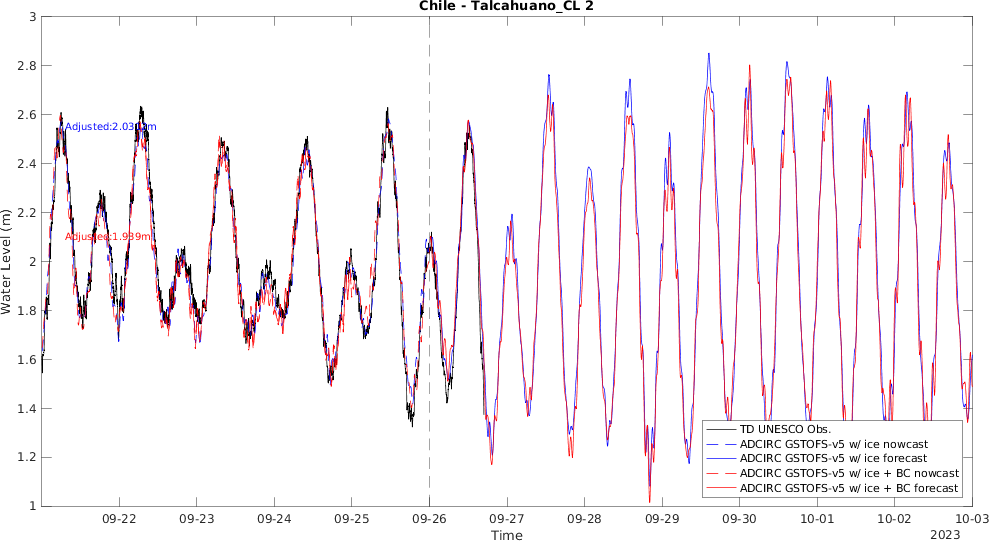 Chile - Talcahuano_CL 2
Water Level (m)
3
2.8
2.6
2.4
2.2
2
1.8
1.6
1.4
1.2
1
Adjusted:1.939m
TD UNESCO Obs.
ADCIRC GSTOFS-v5 w/ ice nowcast
ADCIRC GSTOFS-v5 w/ ice forecast
ADCIRC GSTOFS-v5 w/ ice + BC nowcast
ADCIRC GSTOFS-v5 w/ ice + BC forecast
09-22 09-23 09-24 09-25 09-26 09-27 09-28 09-29 09-30 10-01 10-02 10-03
Time
2023